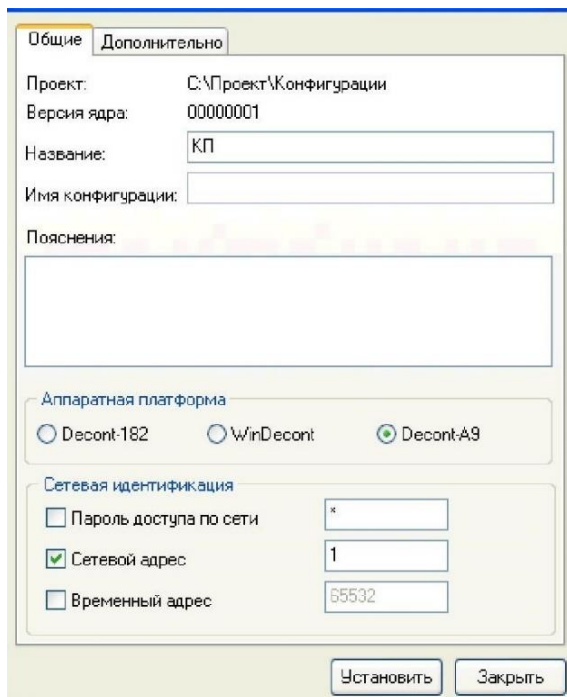 Общие Дополнительно
Проект: C:\Проект\Конфигурации
Версия ядра: 00000001
Название: КП
Имя конфигурации:
Пояснения:
Аппаратная платформа
Decont-182 WinDecont Decont-A9
Сетевая идентификация
Пароль доступа по сети *
Сетевой адрес 1
Временный адрес 65532
Установить Закрыть